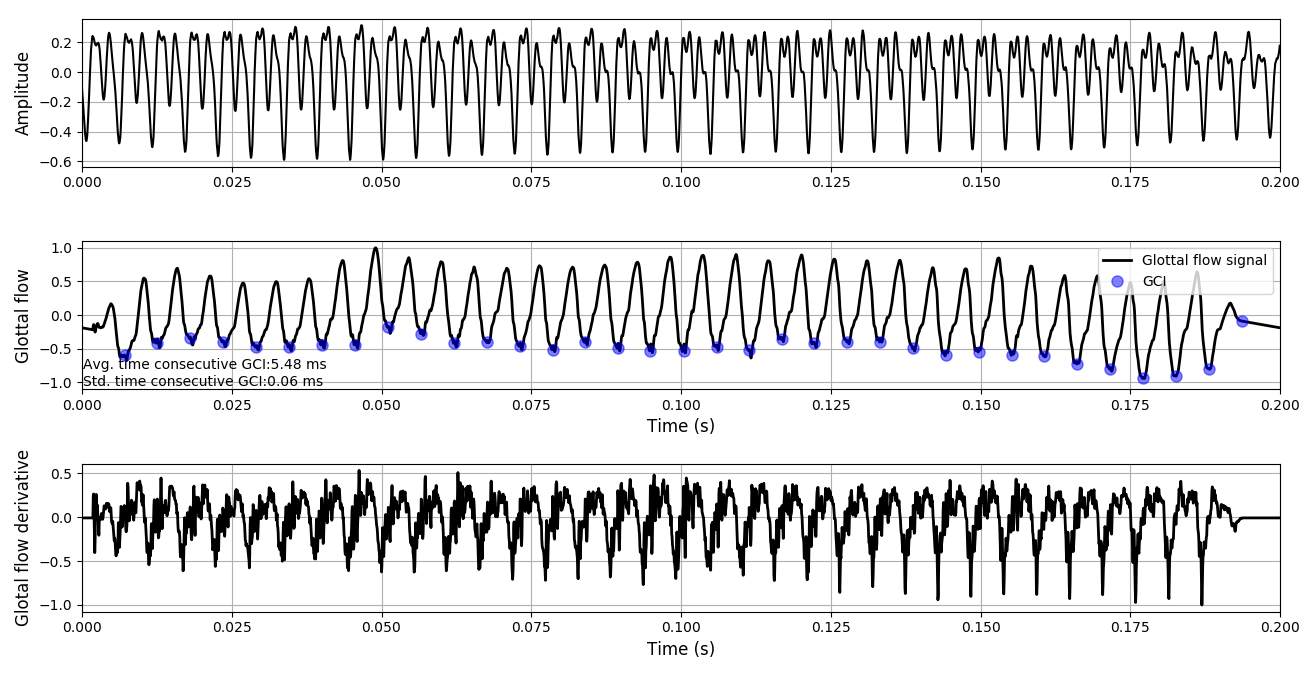 Amplitude
0.2
0.0
−0.2
−0.4
−0.6
0.000 0.025 0.050 0.075 0.100 0.125 0.150 0.175 0.200
Glottal flow
1.0
0.5
0.0
−0.5
−1.0
Glottal flow signal
GCI
Avg. time consecutive GCI:5.48 ms
Std. time consecutive GCI:0.06 ms
0.000 0.025 0.050 0.075 0.100 0.125 0.150 0.175 0.200
Time (s)
Glotal flow derivative
0.5
0.0
−0.5
−1.0
0.000 0.025 0.050 0.075 0.100 0.125 0.150 0.175 0.200
Time (s)